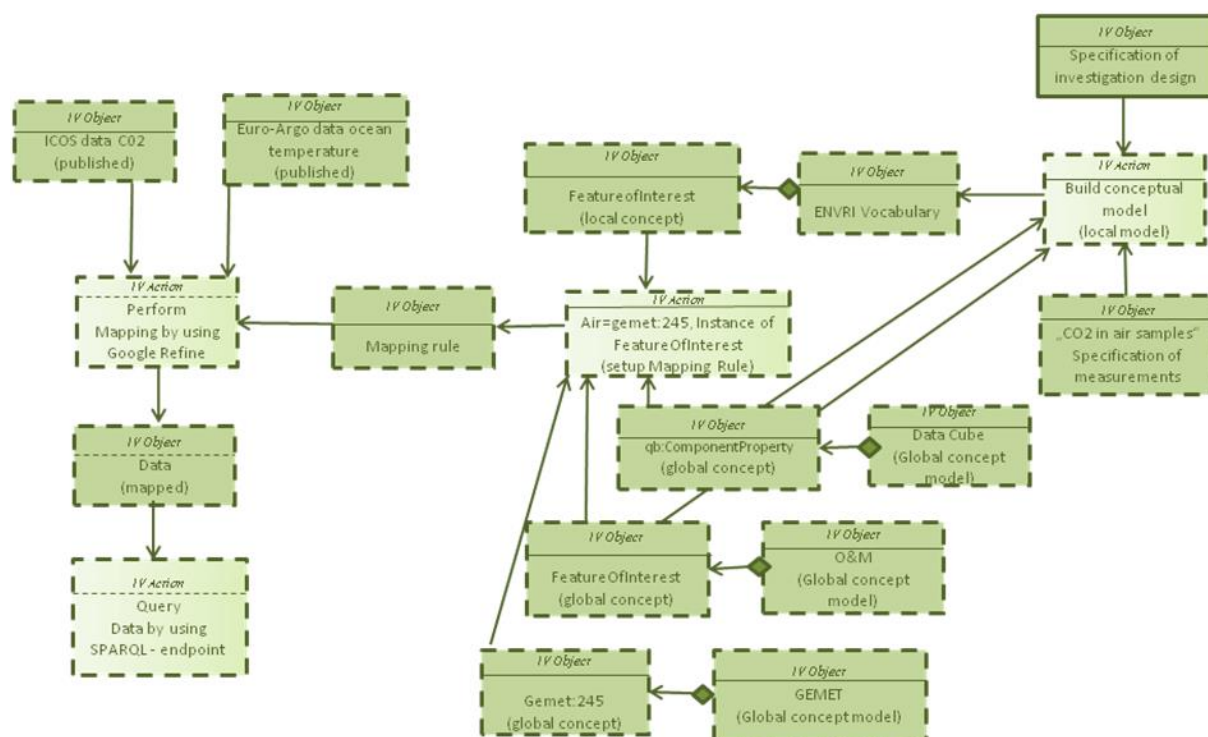 IV Object
Specification of
investigation design
IV Object
ICOS data C02
(published)
IV Object
Euro-Argo data ocean
temperature
(published)
IV Object
FeatureofInterest
(local concept)
IV Object
ENVRI Vocabulary
IV Action
Build conceptual
model
(local model)
IV Action
Perform
Mapping by using
Google Refine
IV Object
Mapping rule
IV Action
Air=gemet:245, Instance of
FeatureOfInterest
(setup Mapping Rule)
IV Object
„CO2 in air samples“
Specification of
measurements
IV Object
Data
(mapped)
IV Object
qb:ComponentProperty
(global concept)
IV Object
Data Cube
(Global concept
model)
IV Action
Query
Data by using
SPARQL - endpoint
IV Object
FeatureOfInterest
(global concept)
IV Object
O&M
(Global concept
model)
IV Object
Gemet:245
(global concept)
IV Object
GEMET
(Global concept model)